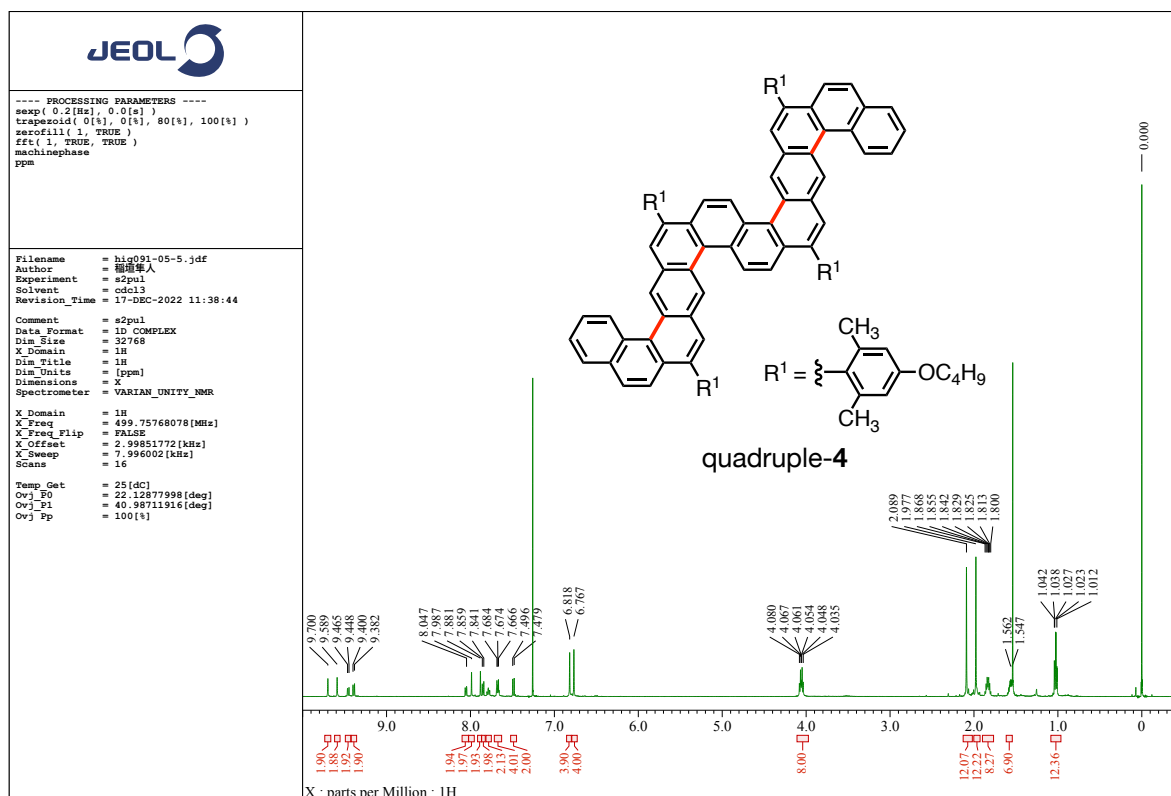 JEOL
---- PROCESSING PARAMETERS ----
sexp( 0.2[Hz], 0.0[s] )
trapezoid( 0[%], 0[%], 80[%], 100[%] )
zerofill( 1, TRUE )
fft( 1, TRUE, TRUE )
machinephase
ppm
Filename = hig091-05-5.jdf
Author = 稲垣隼人
Experiment = s2pul
Solvent = cdcl3
Revision_Time = 17-DEC-2022 11:38:44
Comment = s2pul
Data_Format = 1D COMPLEX
Dim_Size = 32768
X_Domain = 1H
Dim_Title = 1H
Dim_Units = [ppm]
Dimensions = X
Spectrometer = VARIAN_UNITY_NMR
X_Domain = 1H
X_Freq = 499.75768078[MHz]
X_Freq_Flip = FALSE
X_Offset = 2.99851772[kHz]
X_Sweep = 7.996002[kHz]
Scans = 16
Temp_Get = 25[dC]
Ovj_P0 = 22.12877998[deg]
Ovj_P1 = 40.98711916[deg]
Ovj_Pp = 100[%]
R1
R1
R1
R1
R1 =
CH3
OC4H9
CH3
quadruple-4
9.700
9.589
9.465
9.448
9.400
9.382
8.047
7.987
7.881
7.859
7.841
7.684
7.674
7.666
7.496
7.479
6.818
6.767
4.080
4.067
4.061
4.054
4.048
4.035
2.089
1.977
1.868
1.855
1.842
1.829
1.825
1.813
1.800
1.562
1.547
1.042
1.038
1.027
1.023
1.012
0.000
9.0 8.0 7.0 6.0 5.0 4.0 3.0 2.0 1.0 0
1.90
1.88
1.92
1.90
1.94
1.97
1.93
1.98
2.13
4.01
2.00
3.90
4.00
8.00
12.07
12.22
8.27
6.90
12.36
X : parts per Million : 1H